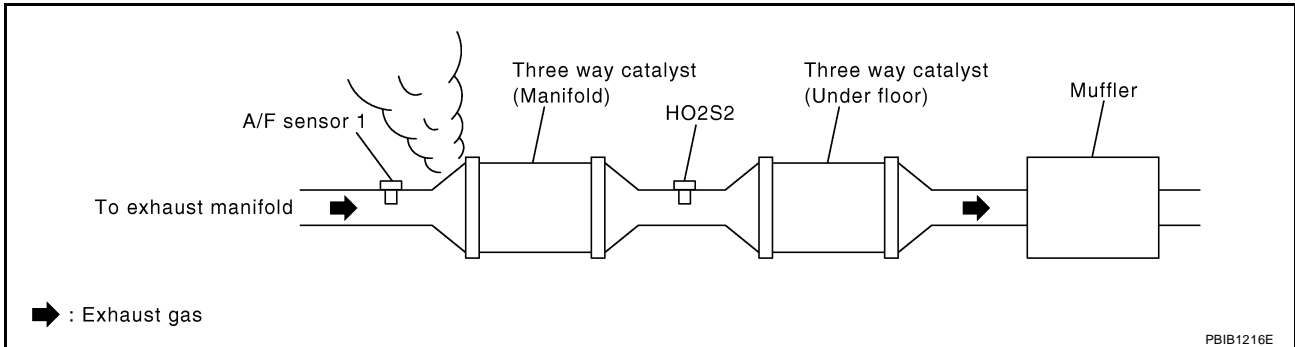 Three way catalyst
(Manifold)
Three way catalyst
(Under floor)
Muffler
A/F sensor 1
HO2S2
To exhaust manifold
: Exhaust gas
PBIB1216E